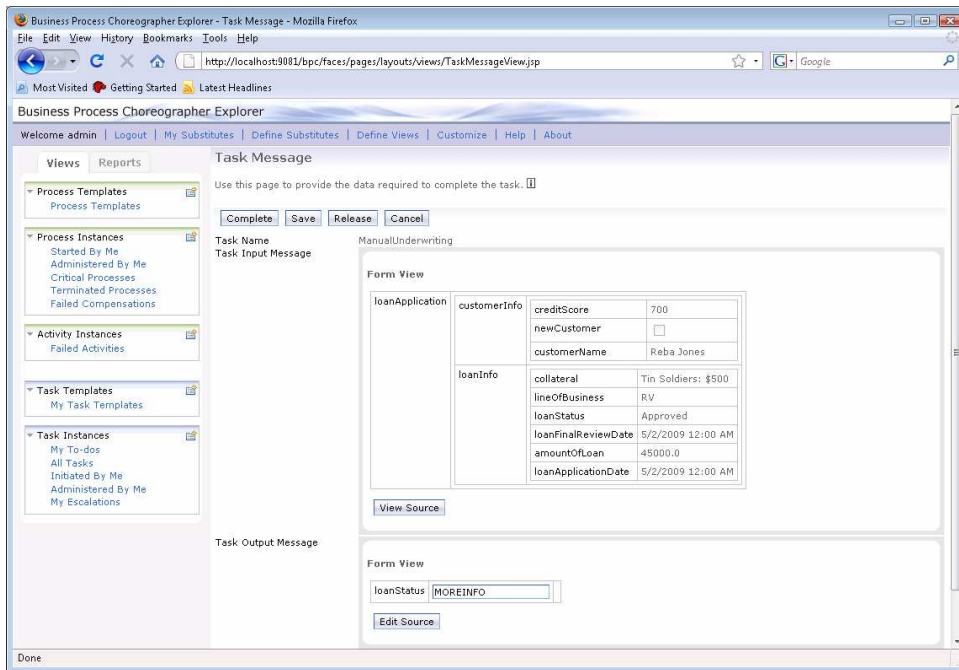 Business Process Choreographer Explorer - Task Message - Mozilla Firefox
File Edit View History Bookmarks Tools Help
http://localhost:9081/bpc/faces/pages/layouts/views/TaskMessageView.jsp
G Google
Most Visited Getting Started Latest Headlines
Business Process Choreographer Explorer
Welcome admin | Logout | My Substitutes | Define Substitutes | Define Views | Customize | Help | About
Views Reports
Process Templates
Process Templates
Process Instances
Started By Me
Administered By Me
Critical Processes
Terminated Processes
Failed Compensations
Activity Instances
Failed Activities
Task Templates
My Task Templates
Task Instances
My To-dos
All Tasks
Initiated By Me
Administered By Me
My Escalations
Task Message
Use this page to provide the data required to complete the task. i
Complete Save Release Cancel
Task Name ManualUnderwriting
Task Input Message
Form View
loanApplication customerInfo creditScore 700
newCustomer
customerName Reba Jones
loanInfo collateral Tin Soldiers: $500
lineOfBusiness RV
loanStatus Approved
loanFinalReviewDate 5/2/2009 12:00 AM
amountOfLoan 45000.0
loanApplicationDate 5/2/2009 12:00 AM
View Source
Task Output Message
Form View
loanStatus MOREINFO
Edit Source
Done